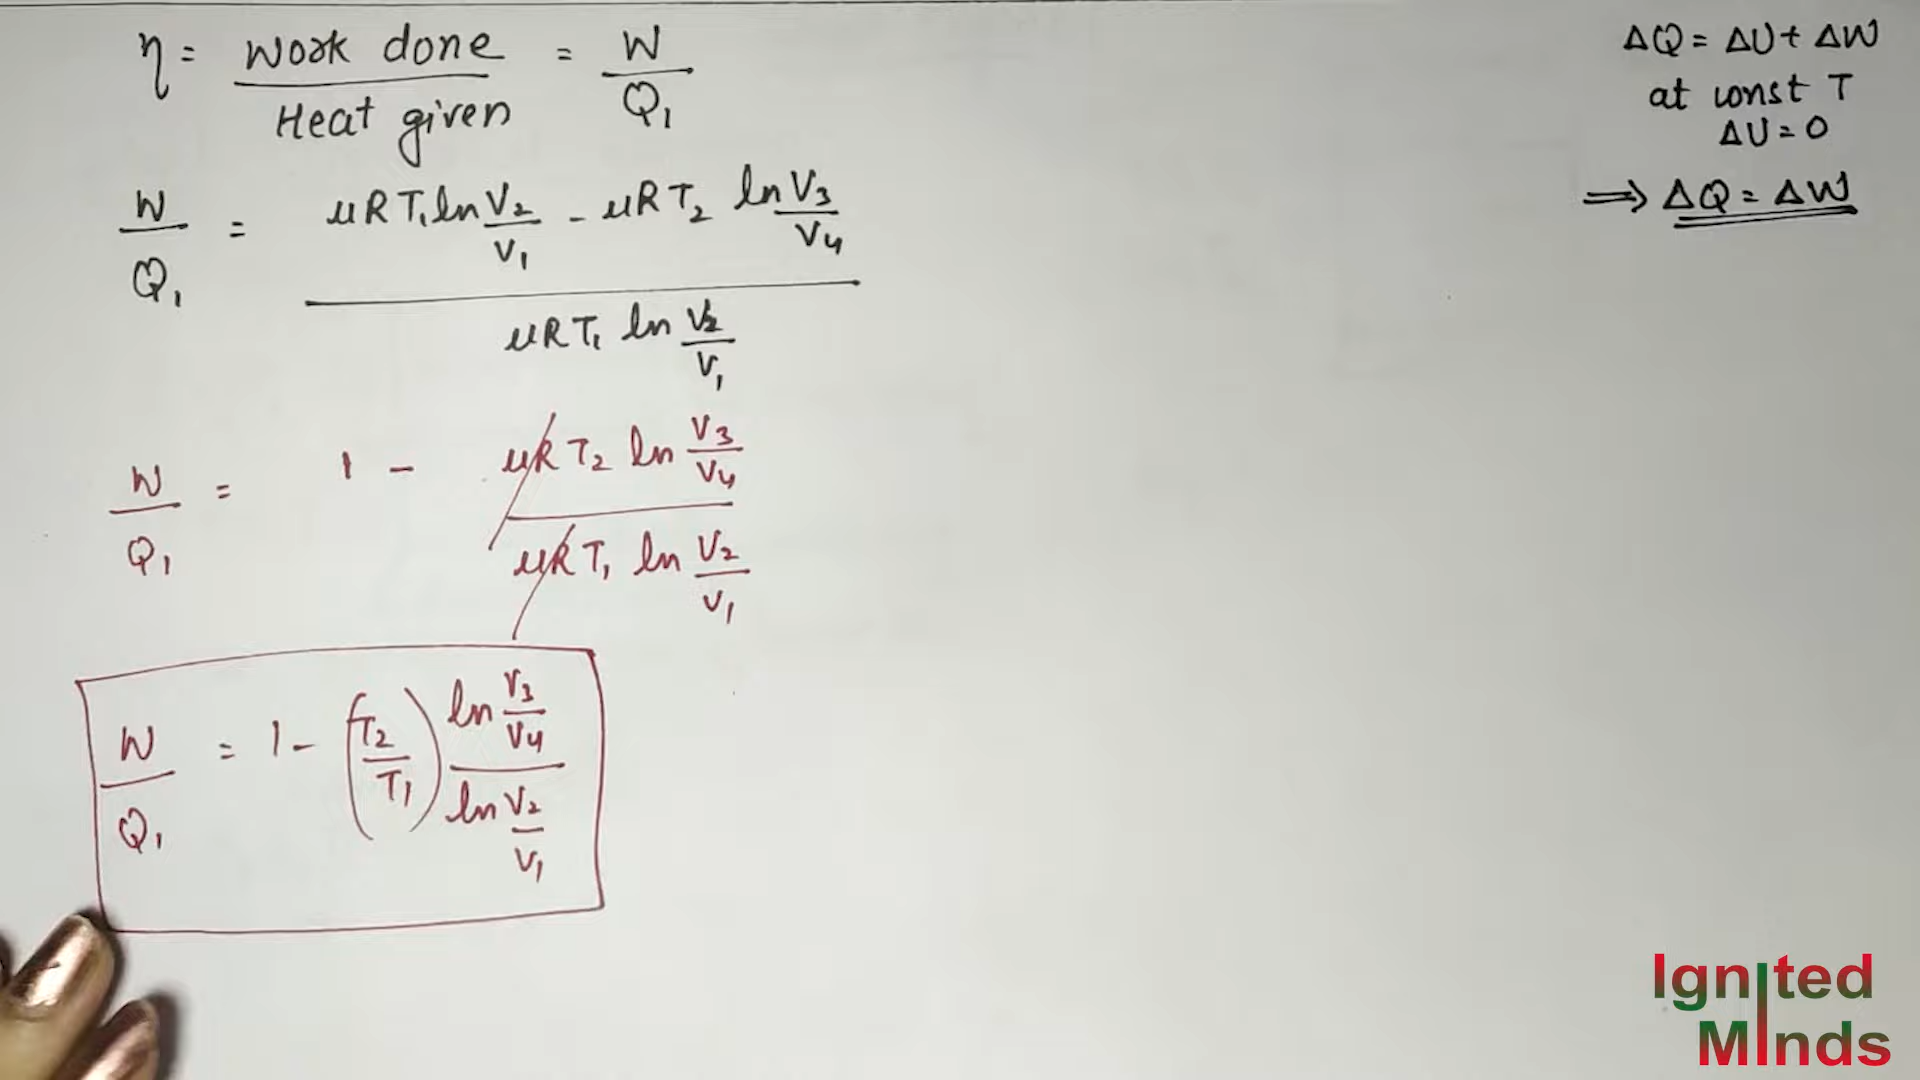 η = Work done / Heat given = W / Q₁
W / Q₁ = μRT₁ ln V₂/V₁ - μRT₂ ln V₃/V₄ / μRT₁ ln V₂/V₁
W / Q₁ = 1 - μRT₂ ln V₃/V₄ / μRT₁ ln V₂/V₁
W / Q₁ = 1 - (T₂/T₁) ln V₃/V₄ / ln V₂/V₁
ΔQ = ΔU + ΔW
at const T
ΔU = 0
⇒ ΔQ = ΔW
Ignited
Minds